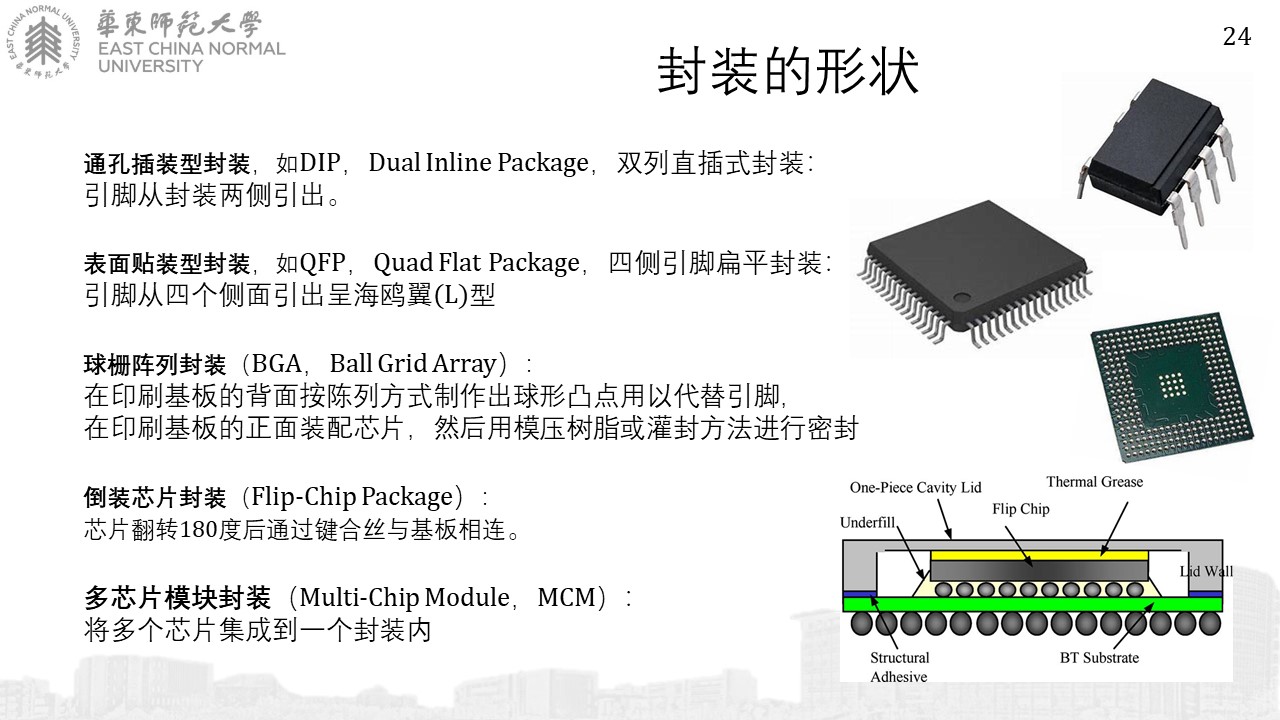 EAST CHINA NORMAL UNIVERSITY
華東師範大學
華東師範大學
EAST CHINA NORMAL
UNIVERSITY
24
封装的形状
通孔插装型封装，如DIP，Dual Inline Package，双列直插式封装：
引脚从封装两侧引出。
表面贴装型封装，如QFP，Quad Flat Package，四侧引脚扁平封装：
引脚从四个侧面引出呈海鸥翼(L)型
球栅阵列封装（BGA，Ball Grid Array）：
在印刷基板的背面按陈列方式制作出球形凸点用以代替引脚,
在印刷基板的正面装配芯片，然后用模压树脂或灌封方法进行密封
倒装芯片封装（Flip-Chip Package）：
芯片翻转180度后通过键合丝与基板相连。
多芯片模块封装（Multi-Chip Module，MCM）：
将多个芯片集成到一个封装内
One-Piece Cavity Lid
Thermal Grease
Flip Chip
Underfill
Lid Wall
Structural
Adhesive
BT Substrate